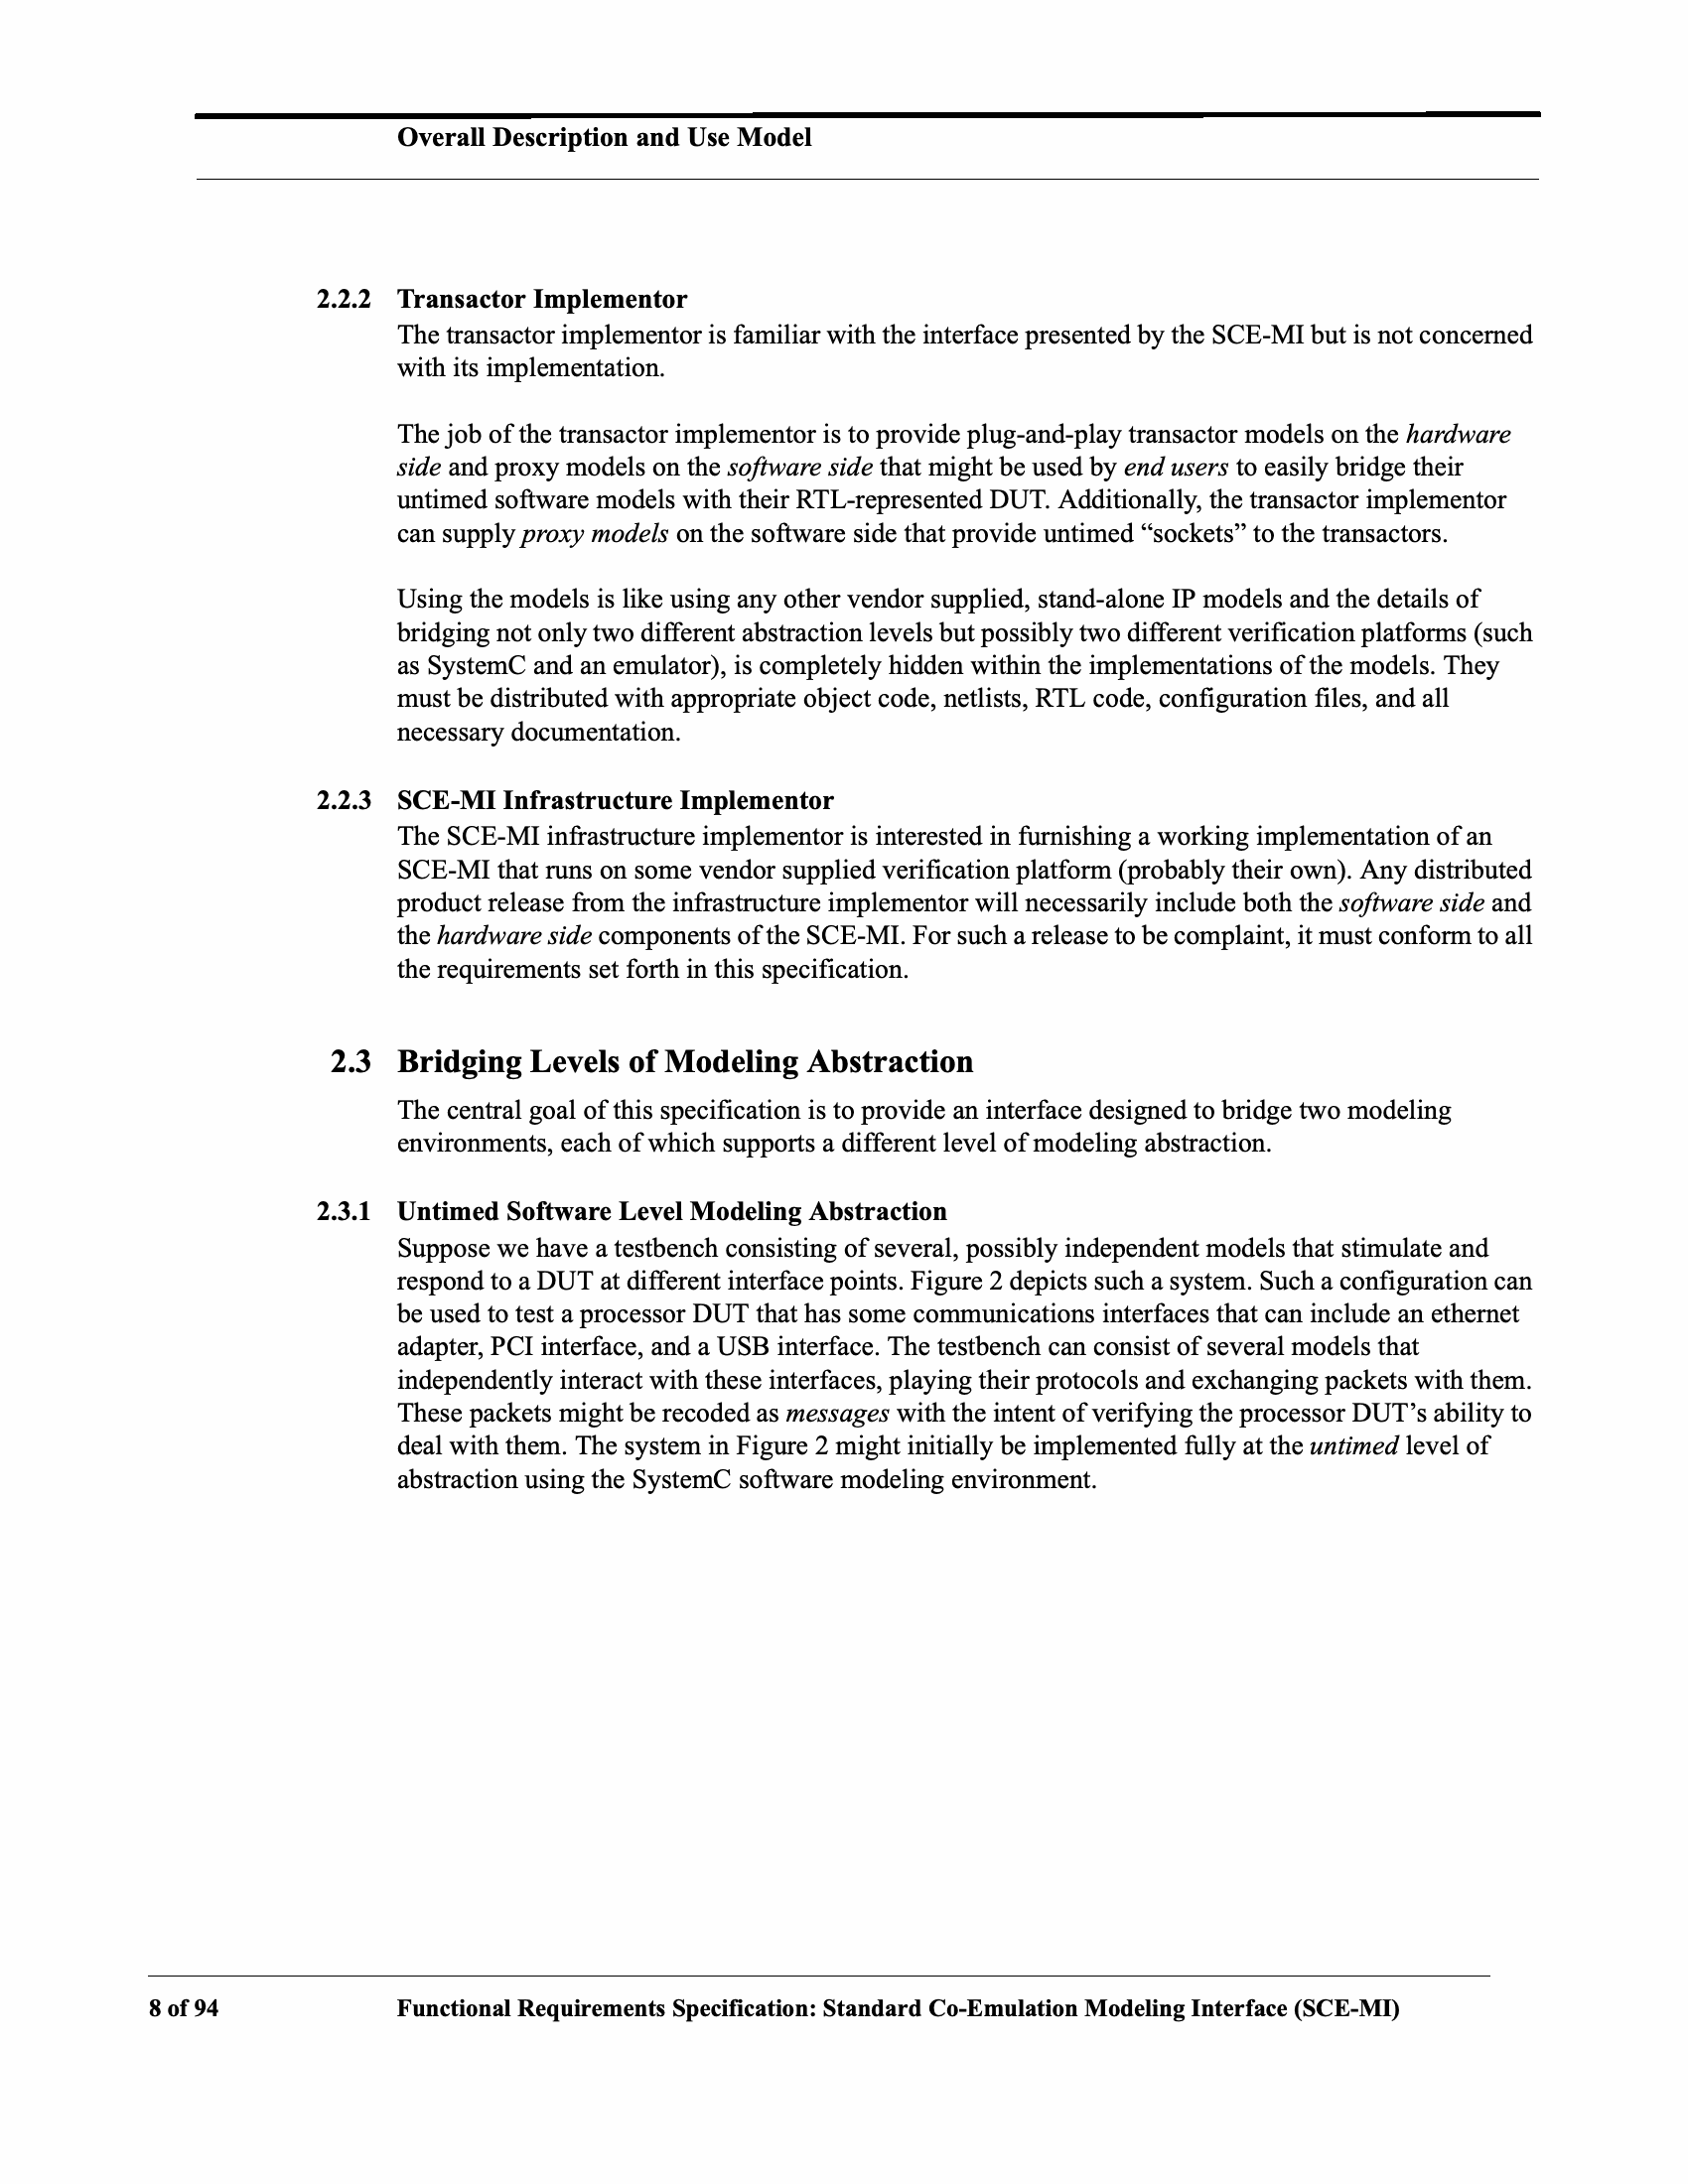 Overall Description and Use Model
2.2.2 Transactor Implementor
The transactor implementor is familiar with the interface presented by the SCE-MI but is not concerned
with its implementation.
The job of the transactor implementor is to provide plug-and-play transactor models on the hardware
side and proxy models on the software side that might be used by end users to easily bridge their
untimed software models with their RTL-represented DUT. Additionally, the transactor implementor
can supply proxy models on the software side that provide untimed “sockets” to the transactors.
Using the models is like using any other vendor supplied, stand-alone IP models and the details of
bridging not only two different abstraction levels but possibly two different verification platforms (such
as SystemC and an emulator), is completely hidden within the implementations of the models. They
must be distributed with appropriate object code, netlists, RTL code, configuration files, and all
necessary documentation.
2.2.3 SCE-MI Infrastructure Implementor
The SCE-MI infrastructure implementor is interested in furnishing a working implementation of an
SCE-MI that runs on some vendor supplied verification platform (probably their own). Any distributed
product release from the infrastructure implementor will necessarily include both the software side and
the hardware side components of the SCE-MI. For such a release to be complaint, it must conform to all
the requirements set forth in this specification.
2.3 Bridging Levels of Modeling Abstraction
The central goal of this specification is to provide an interface designed to bridge two modeling
environments, each of which supports a different level of modeling abstraction.
2.3.1 Untimed Software Level Modeling Abstraction
Suppose we have a testbench consisting of several, possibly independent models that stimulate and
respond to a DUT at different interface points. Figure 2 depicts such a system. Such a configuration can
be used to test a processor DUT that has some communications interfaces that can include an ethernet
adapter, PCI interface, and a USB interface. The testbench can consist of several models that
independently interact with these interfaces, playing their protocols and exchanging packets with them.
These packets might be recoded as messages with the intent of verifying the processor DUT’s ability to
deal with them. The system in Figure 2 might initially be implemented fully at the untimed level of
abstraction using the SystemC software modeling environment.
8 of 94 Functional Requirements Specification: Standard Co-Emulation Modeling Interface (SCE-MI)